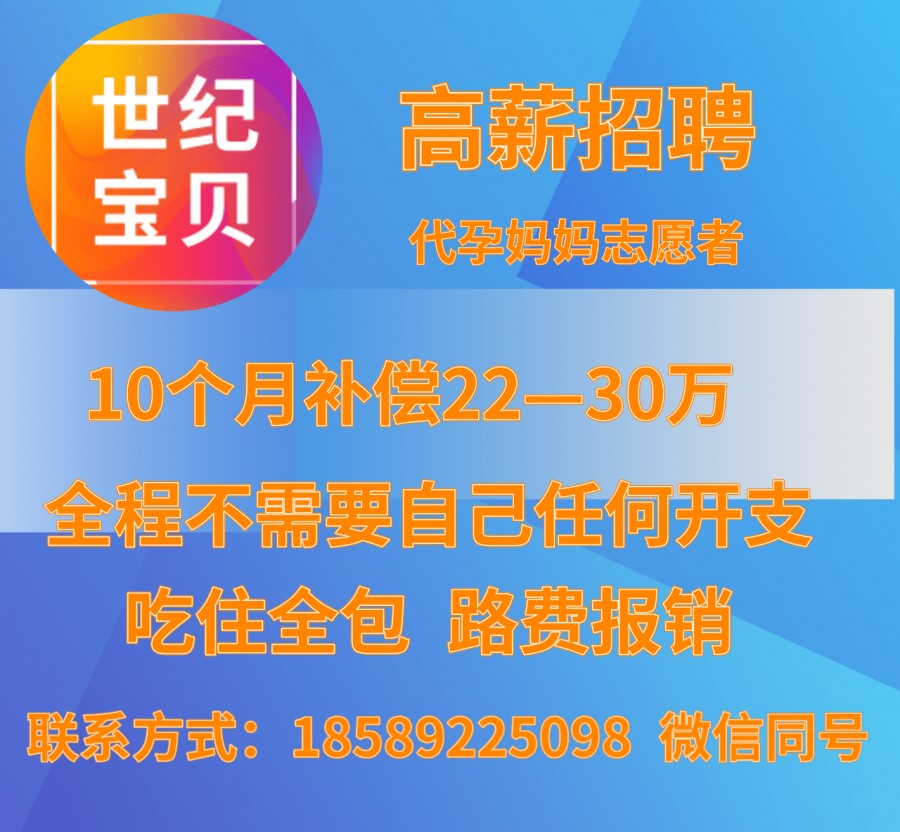 世纪
宝贝
高薪招聘
代孕妈妈志愿者
10个月补偿22—30万
全程不需要自己任何开支
吃住全包 路费报销
联系方式：18589225098 微信同号